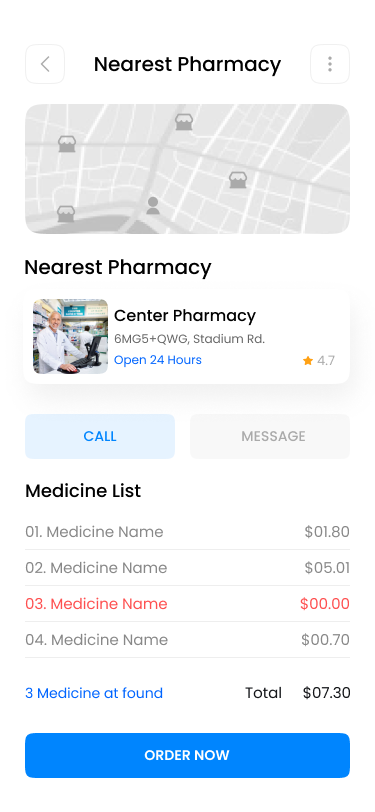 Nearest Pharmacy
Nearest Pharmacy
Center Pharmacy
6MG5+QWG, Stadium Rd.
Open 24 Hours 4.7
CALL MESSAGE
Medicine List
01. Medicine Name $01.80
02. Medicine Name $05.01
03. Medicine Name $00.00
04. Medicine Name $00.70
3 Medicine at found Total $07.30
ORDER NOW